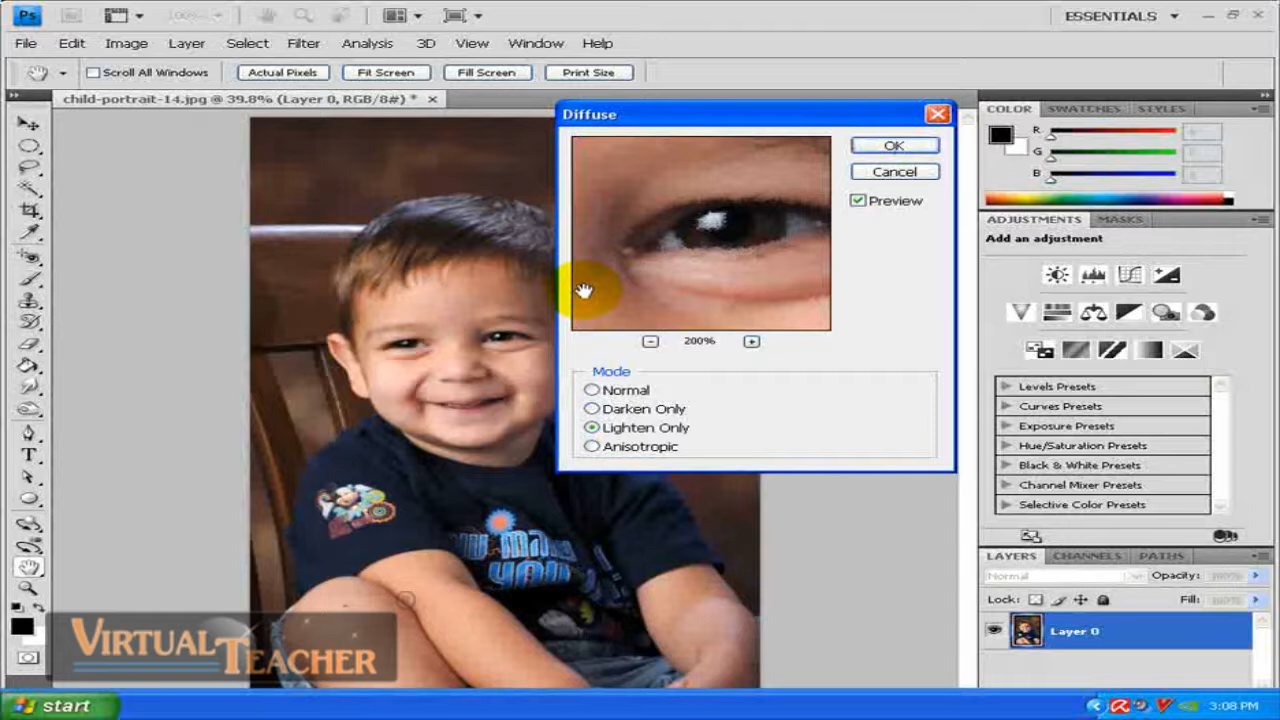 Ps 100% ESSENTIALS
File Edit Image Layer Select Filter Analysis 3D View Window Help
Scroll All Windows Actual Pixels Fit Screen Fill Screen Print Size
child-portrait-14.jpg @ 39.8% (Layer 0, RGB/8#) *
Diffuse
OK
Cancel
Preview
200%
Mode
Normal
Darken Only
Lighten Only
Anisotropic
COLOR SWATCHES STYLES
R
G
B
ADJUSTMENTS MASKS
Add an adjustment
Levels Presets
Curves Presets
Exposure Presets
Hue/Saturation Presets
Black & White Presets
Channel Mixer Presets
Selective Color Presets
LAYERS CHANNELS PATHS
Normal Opacity: 100%
Lock: Fill: 100%
Layer 0
T
VIRTUAL TEACHER
start 3:08 PM